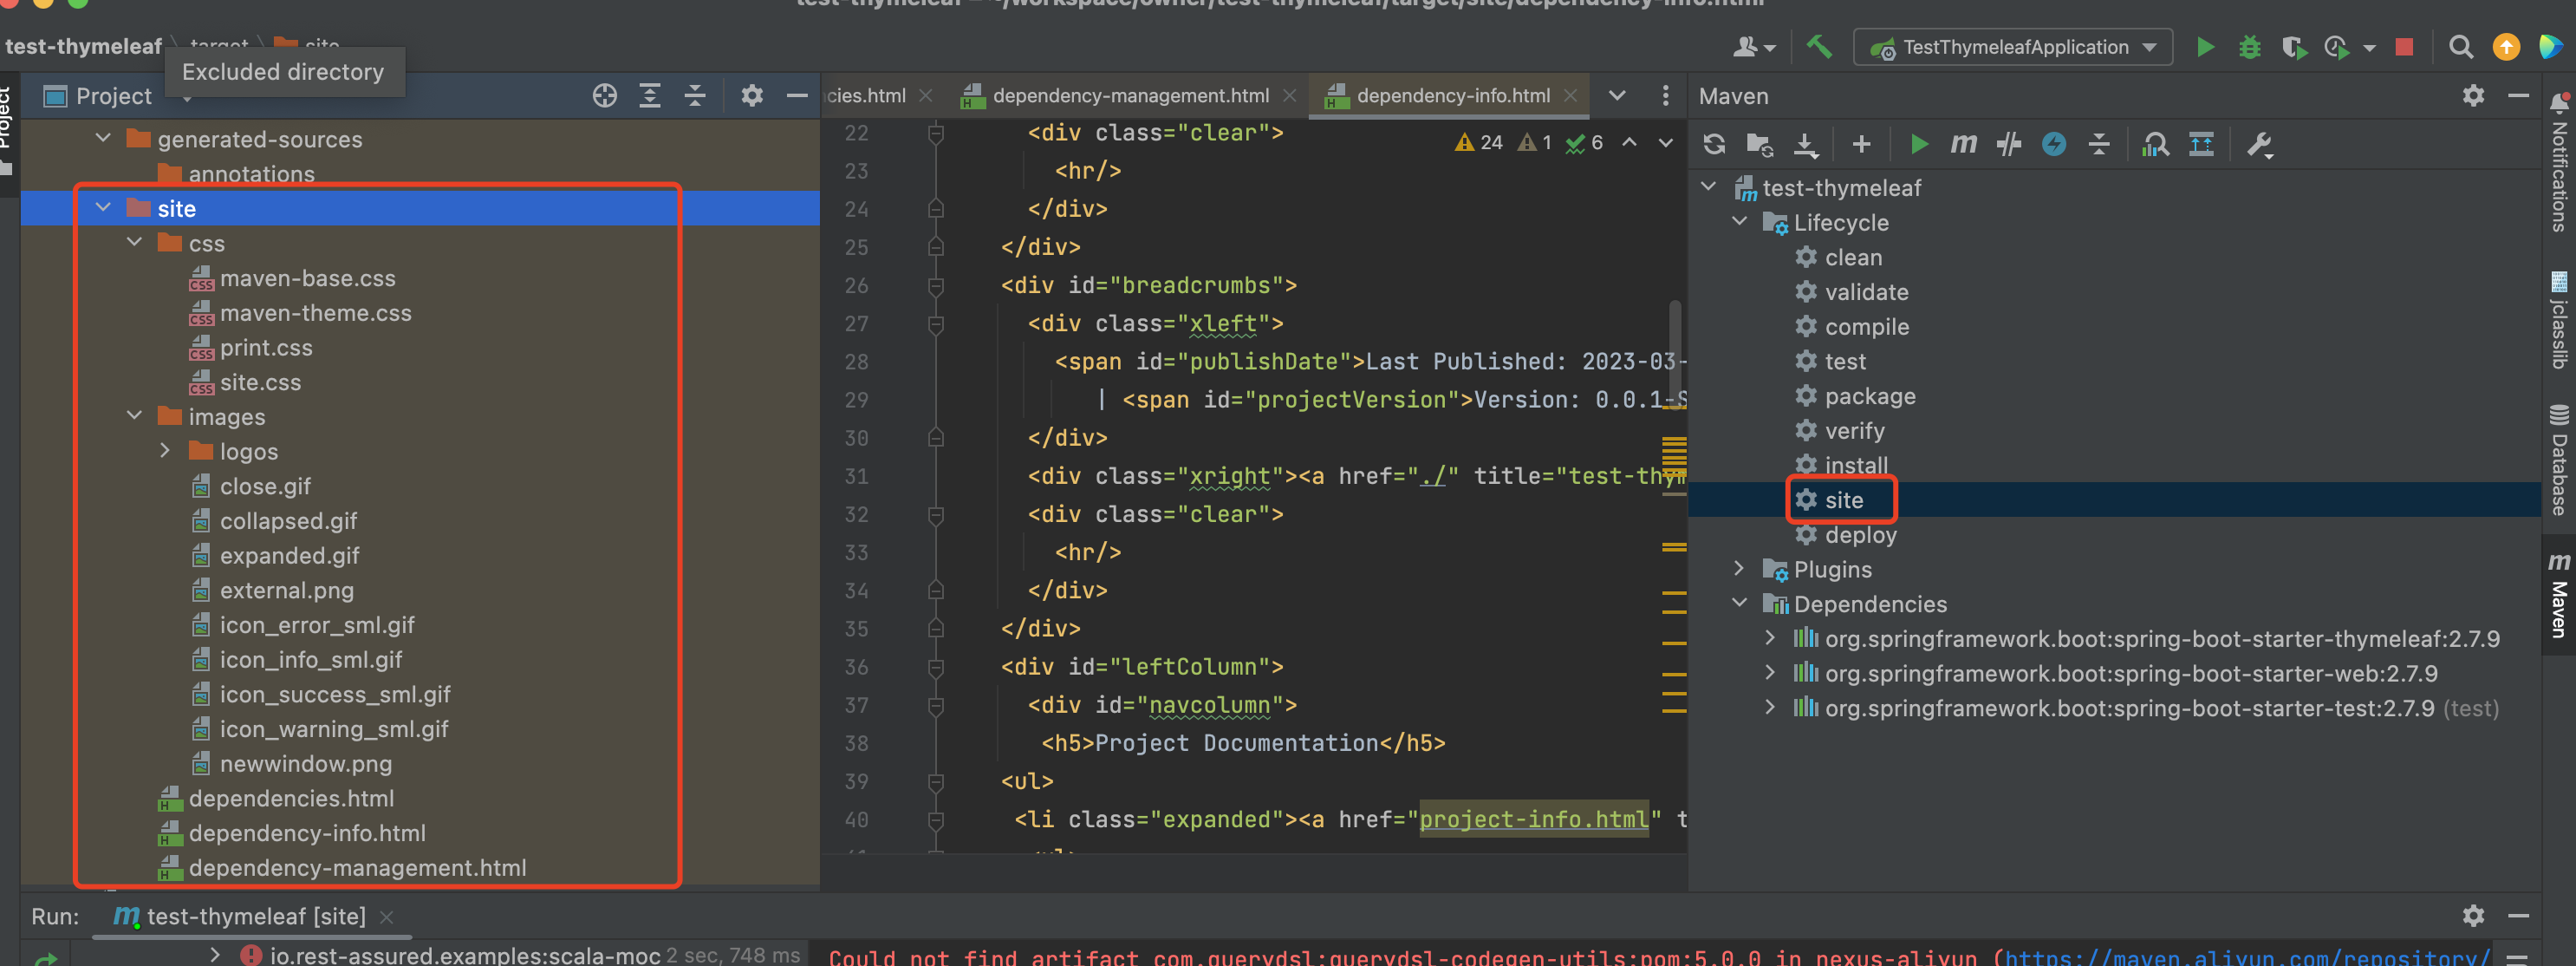 test-thymeleaf – ~/workspace/owner/test-thymeleaf/target/site/dependency-info.html
test-thymeleaf
target
site
TestThymeleafApplication
Excluded directory
Project
Project
cies.html
dependency-management.html
dependency-info.html
Maven
generated-sources
annotations
site
css
maven-base.css
maven-theme.css
print.css
site.css
images
logos
close.gif
collapsed.gif
expanded.gif
external.png
icon_error_sml.gif
icon_info_sml.gif
icon_success_sml.gif
icon_warning_sml.gif
newwindow.png
dependencies.html
dependency-info.html
dependency-management.html
24 1 6
22 <div class="clear">
23 <hr/>
24 </div>
25 </div>
26 <div id="breadcrumbs">
27 <div class="xleft">
28 <span id="publishDate">Last Published: 2023-03-
29 | <span id="projectVersion">Version: 0.0.1-S
30 </div>
31 <div class="xright"><a href="./" title="test-thym
32 <div class="clear">
33 <hr/>
34 </div>
35 </div>
36 <div id="leftColumn">
37 <div id="navcolumn">
38 <h5>Project Documentation</h5>
39 <ul>
40 <li class="expanded"><a href="project-info.html" t
41 <ul>
test-thymeleaf
Lifecycle
clean
validate
compile
test
package
verify
install
site
deploy
Plugins
Dependencies
org.springframework.boot:spring-boot-starter-thymeleaf:2.7.9
org.springframework.boot:spring-boot-starter-web:2.7.9
org.springframework.boot:spring-boot-starter-test:2.7.9 (test)
Notifications
jclasslib
Database
Maven
Run:
test-thymeleaf [site]
io.rest-assured.examples:scala-moc 2 sec, 748 ms
Could not find artifact com.querydsl:querydsl-codegen-utils:pom:5.0.0 in nexus-aliyun (https://maven.aliyun.com/repository/